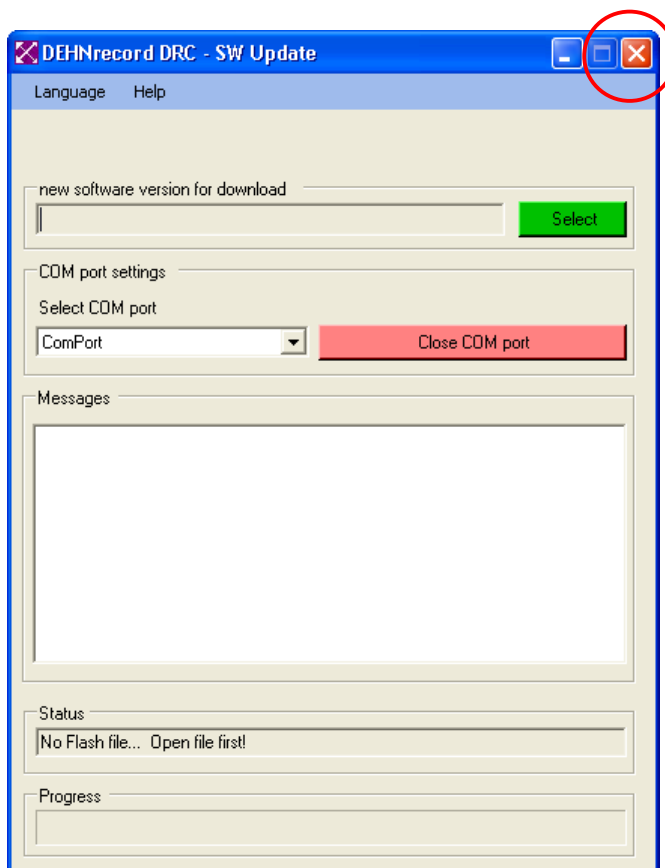 DEHNrecord DRC - SW Update
Language Help
new software version for download
Select
COM port settings
Select COM port
ComPort
Close COM port
Messages
Status
No Flash file... Open file first!
Progress